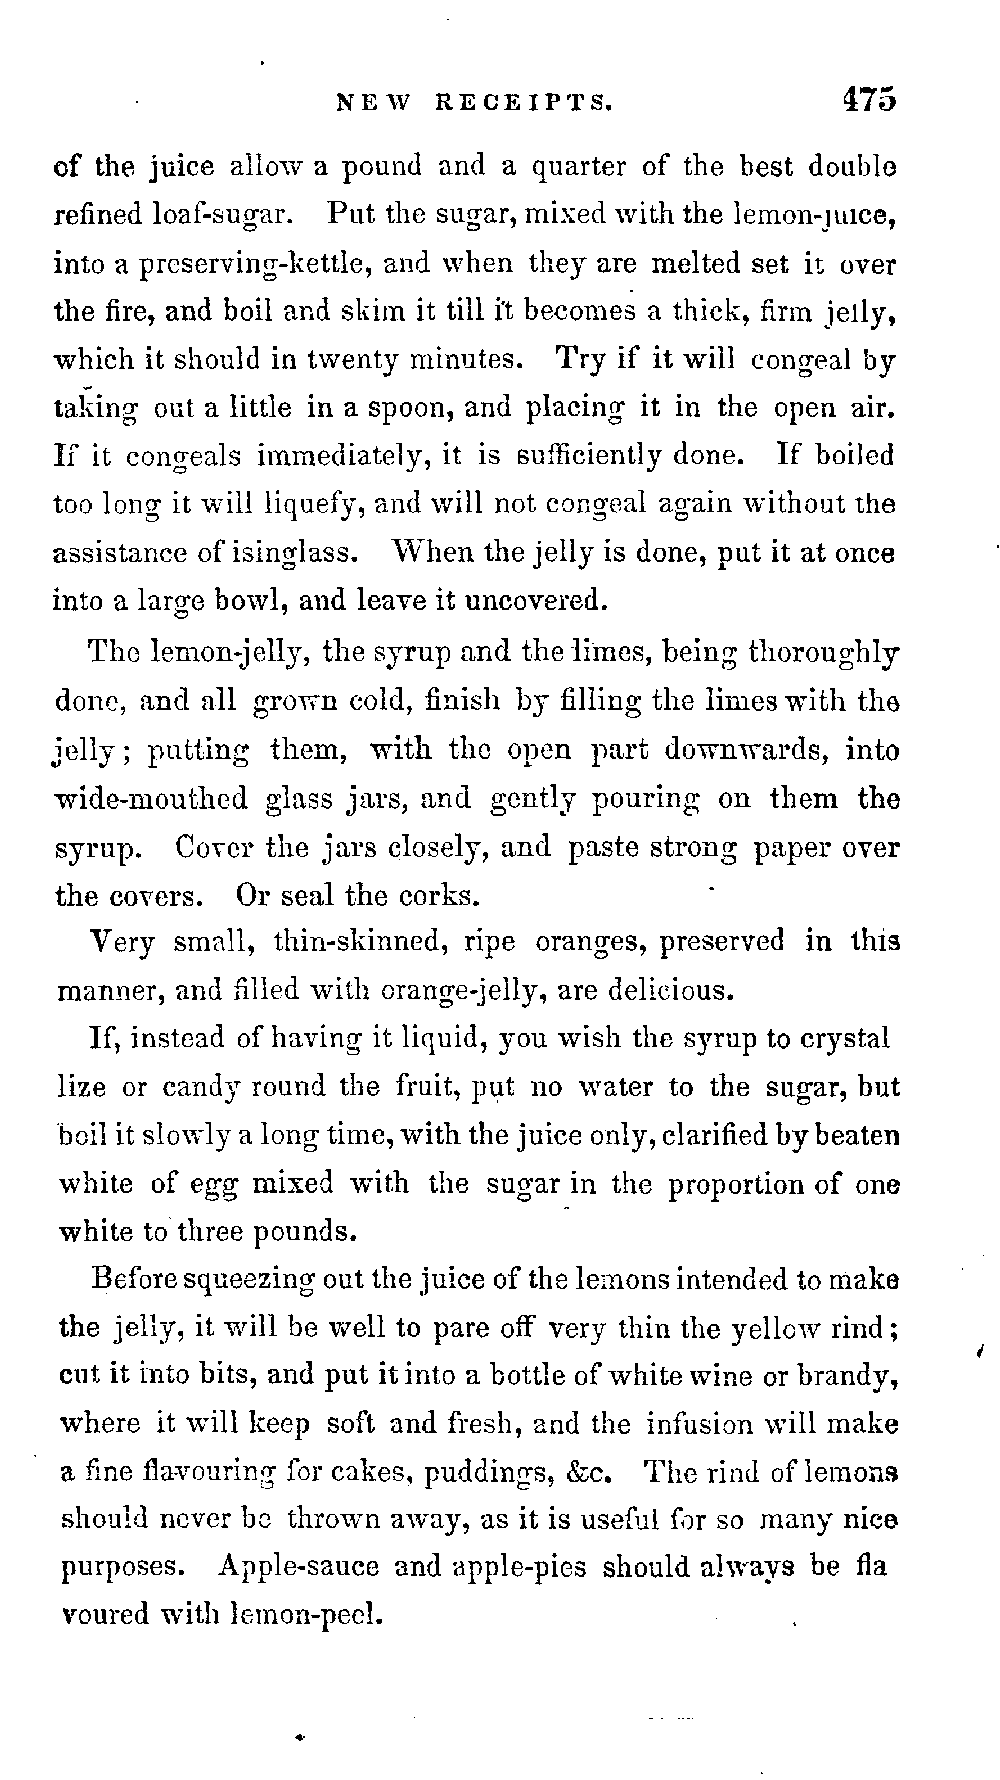 NEW RECEIPTS. 475
of the juice allow a pound and a quarter of the best double
refined loaf-sugar. Put the sugar, mixed with the lemon-juice,
into a preserving-kettle, and when they are melted set it over
the fire, and boil and skim it till it becomes a thick, firm jelly,
which it should in twenty minutes. Try if it will congeal by
taking out a little in a spoon, and placing it in the open air.
If it congeals immediately, it is sufficiently done. If boiled
too long it will liquefy, and will not congeal again without the
assistance of isinglass. When the jelly is done, put it at once
into a large bowl, and leave it uncovered.
The lemon-jelly, the syrup and the limes, being thoroughly
done, and all grown cold, finish by filling the limes with the
jelly; putting them, with the open part downwards, into
wide-mouthed glass jars, and gently pouring on them the
syrup. Cover the jars closely, and paste strong paper over
the covers. Or seal the corks.
Very small, thin-skinned, ripe oranges, preserved in this
manner, and filled with orange-jelly, are delicious.
If, instead of having it liquid, you wish the syrup to crystal
lize or candy round the fruit, put no water to the sugar, but
boil it slowly a long time, with the juice only, clarified by beaten
white of egg mixed with the sugar in the proportion of one
white to three pounds.
Before squeezing out the juice of the lemons intended to make
the jelly, it will be well to pare off very thin the yellow rind;
cut it into bits, and put it into a bottle of white wine or brandy,
where it will keep soft and fresh, and the infusion will make
a fine flavouring for cakes, puddings, &c. The rind of lemons
should never be thrown away, as it is useful for so many nice
purposes. Apple-sauce and apple-pies should always be fla
voured with lemon-peel.